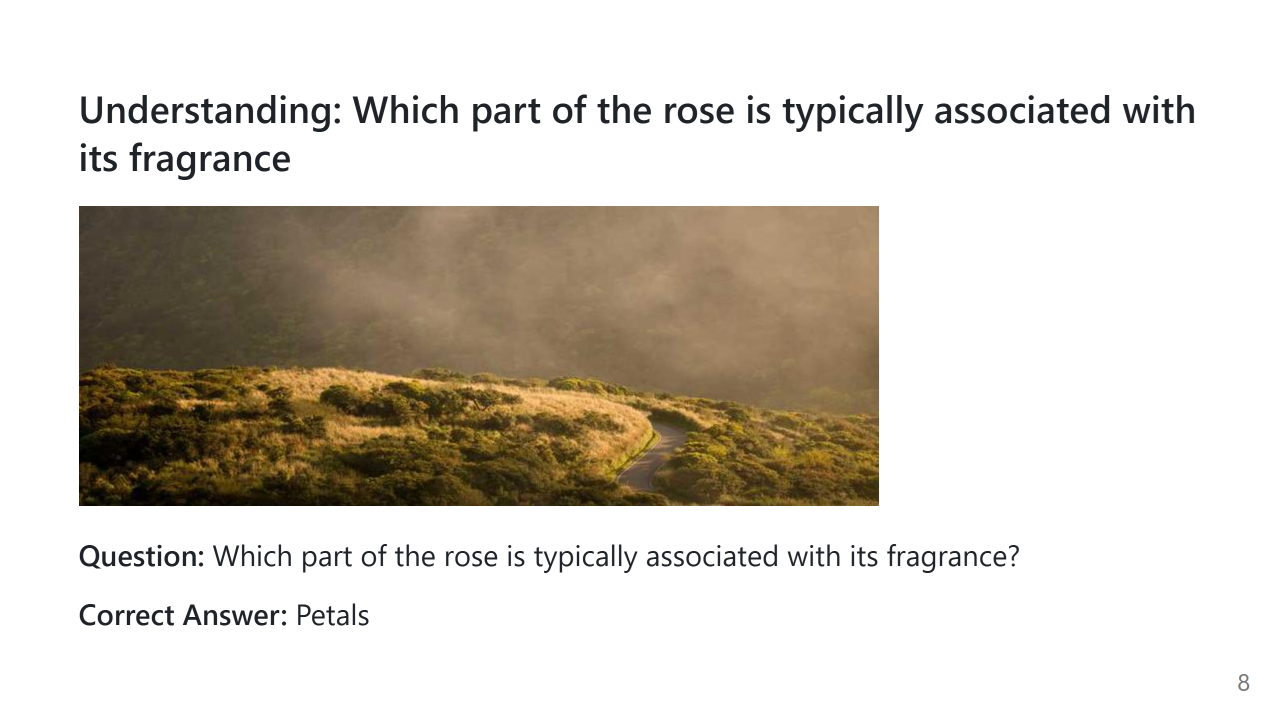 Understanding: Which part of the rose is typically associated with
its fragrance
Question: Which part of the rose is typically associated with its fragrance?
Correct Answer: Petals
8